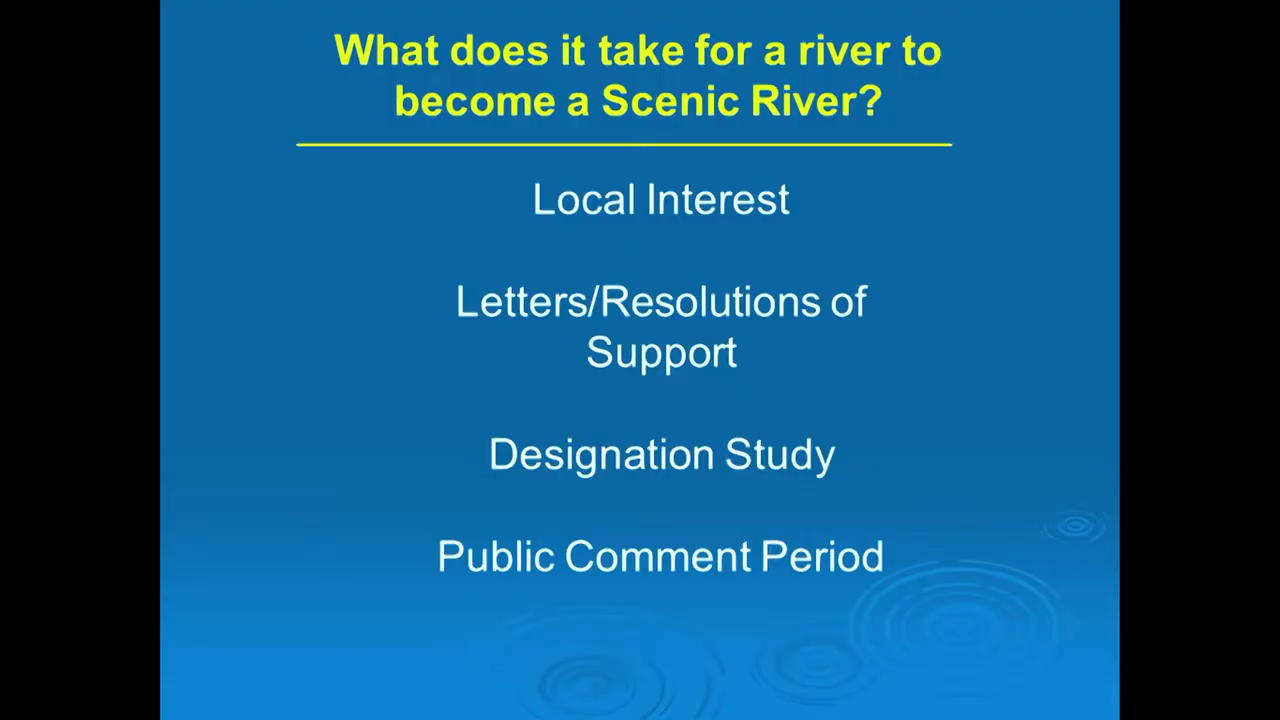 What does it take for a river to
become a Scenic River?
Local Interest
Letters/Resolutions of
Support
Designation Study
Public Comment Period